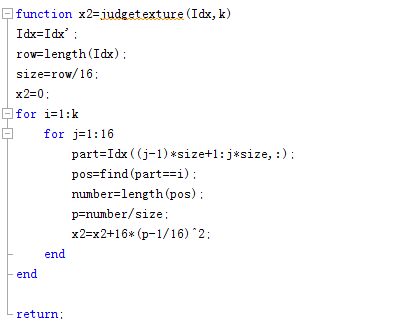 function x2=judgetexture(Idx,k)
Idx=Idx';
row=length(Idx);
size=row/16;
x2=0;
for i=1:k
    for j=1:16
        part=Idx((j-1)*size+1:j*size,:);
        pos=find(part==i);
        number=length(pos);
        p=number/size;
        x2=x2+16*(p-1/16)^2;
    end
end
return;